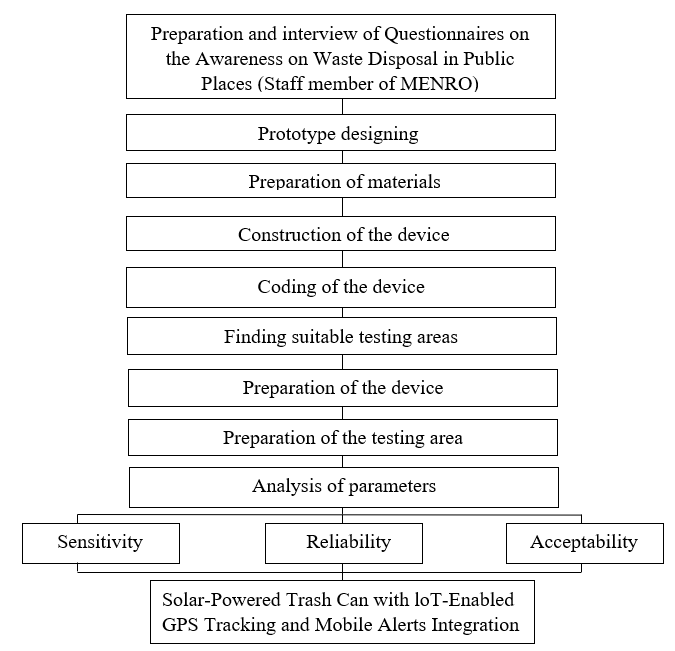 Preparation and interview of Questionnaires on
the Awareness on Waste Disposal in Public
Places (Staff member of MENRO)
Prototype designing
Preparation of materials
Construction of the device
Coding of the device
Finding suitable testing areas
Preparation of the device
Preparation of the testing area
Analysis of parameters
Sensitivity
Reliability
Acceptability
Solar-Powered Trash Can with loT-Enabled
GPS Tracking and Mobile Alerts Integration